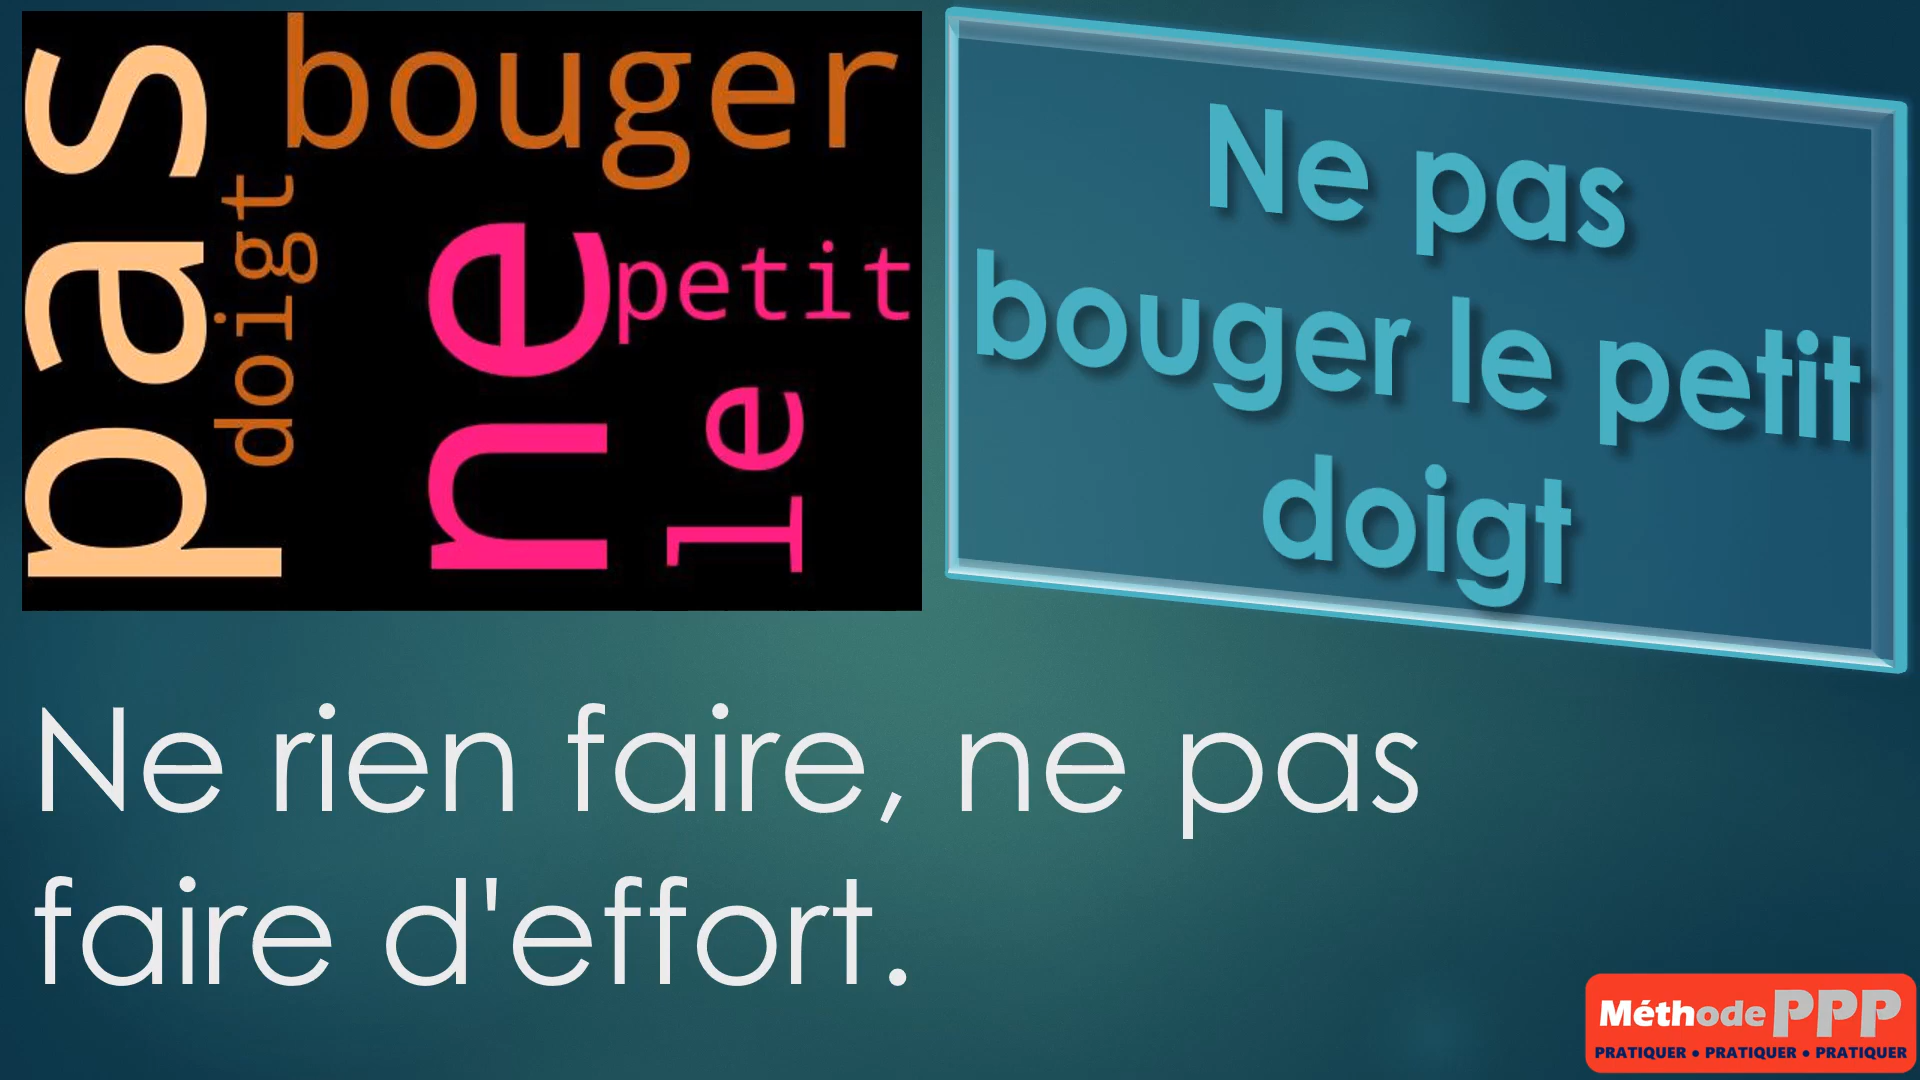 pas
bouger
doigt
ne
petit
le
Ne pas
bouger le petit
doigt
Ne rien faire, ne pas
faire d'effort.
Méthode PPP
PRATIQUER • PRATIQUER • PRATIQUER